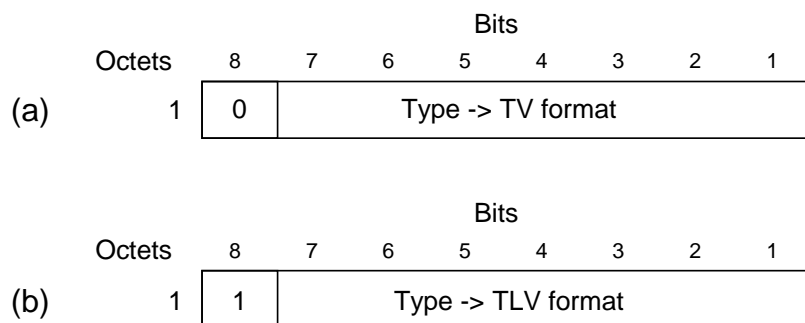 Bits
Octets 8 7 6 5 4 3 2 1
(a) 1 0 Type -> TV format
Bits
Octets 8 7 6 5 4 3 2 1
(b) 1 1 Type -> TLV format